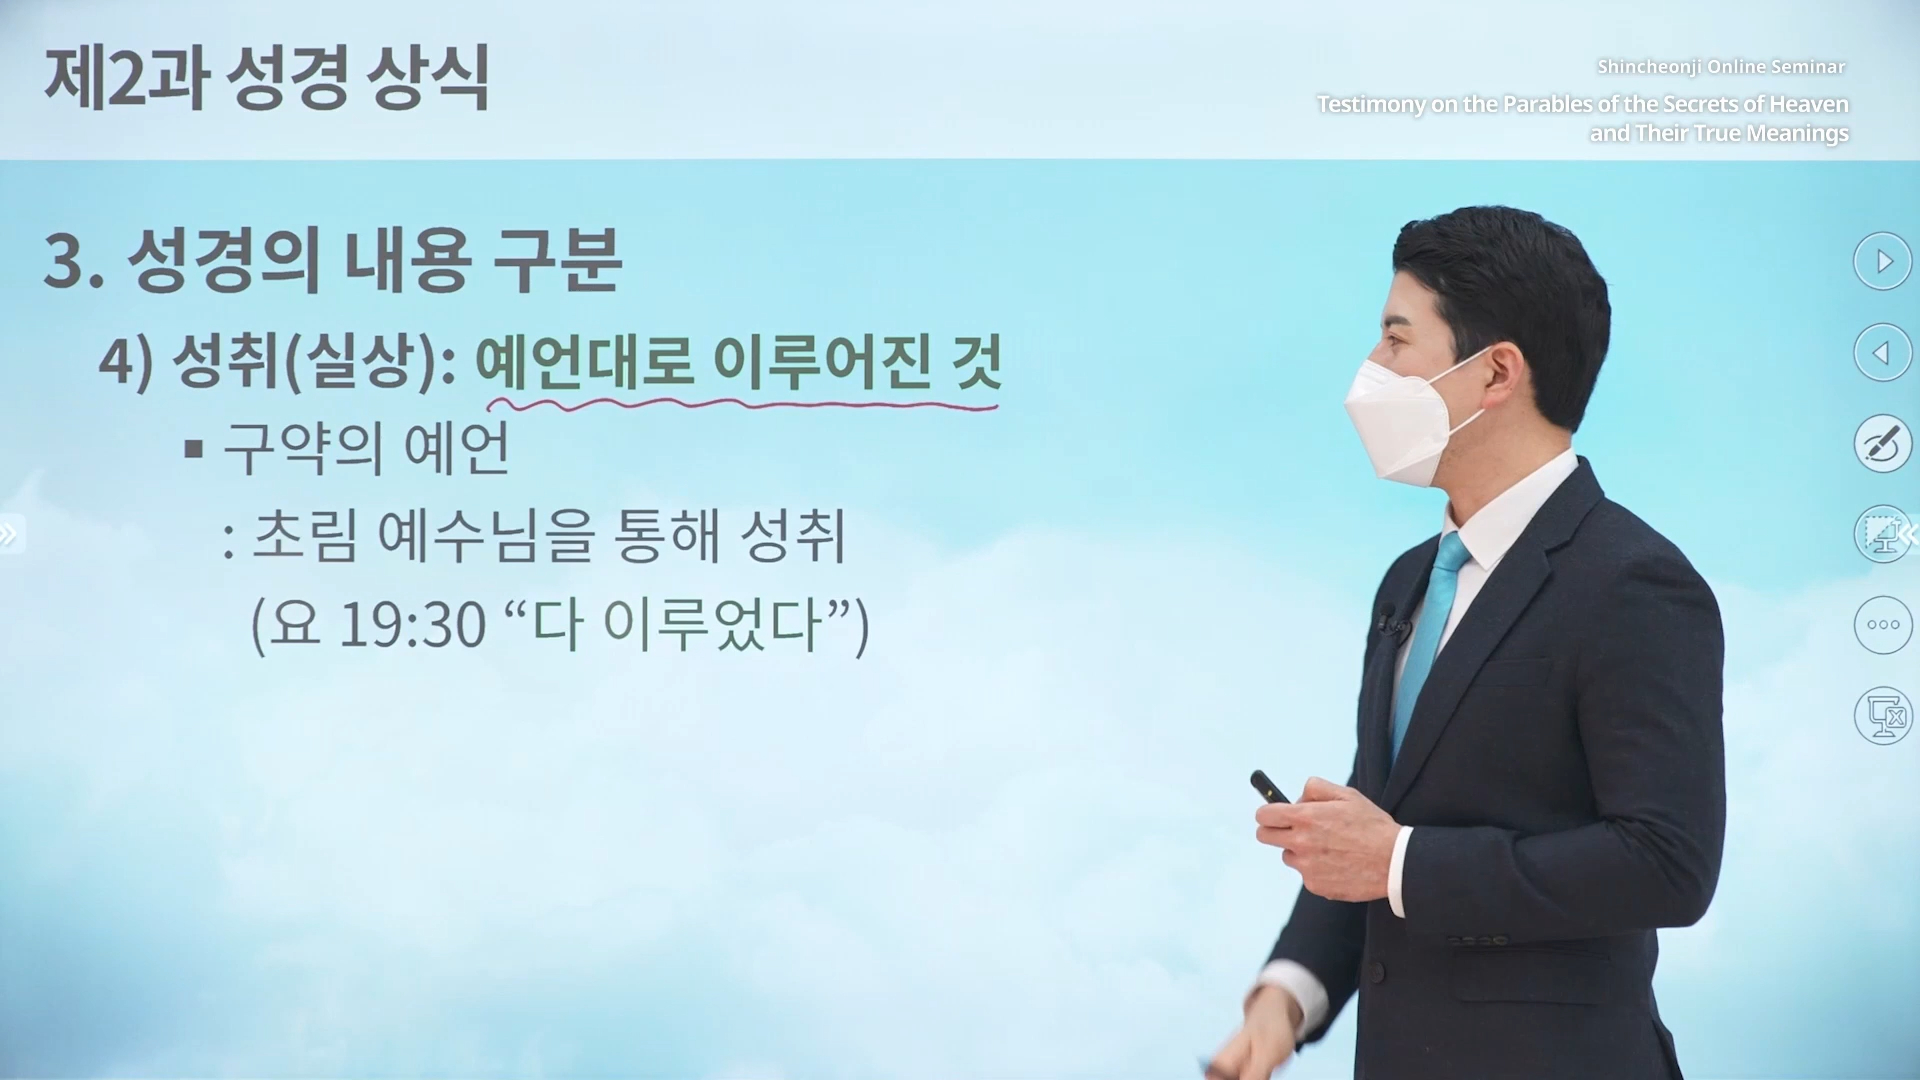 제2과 성경 상식
Shincheonji Online Seminar
Testimony on the Parables of the Secrets of Heaven
and Their True Meanings
3. 성경의 내용 구분
4) 성취(실상): 예언대로 이루어진 것
▪ 구약의 예언
: 초림 예수님을 통해 성취
(요 19:30 “다 이루었다”)